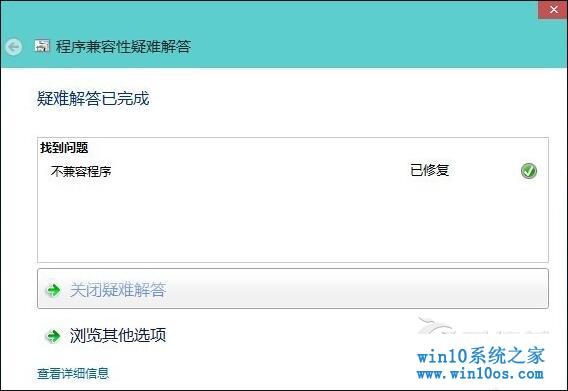 程序兼容性疑难解答
疑难解答已完成
找到问题
不兼容程序 已修复
关闭疑难解答
浏览其他选项
查看详细信息
win10系统之家
www.win10os.com